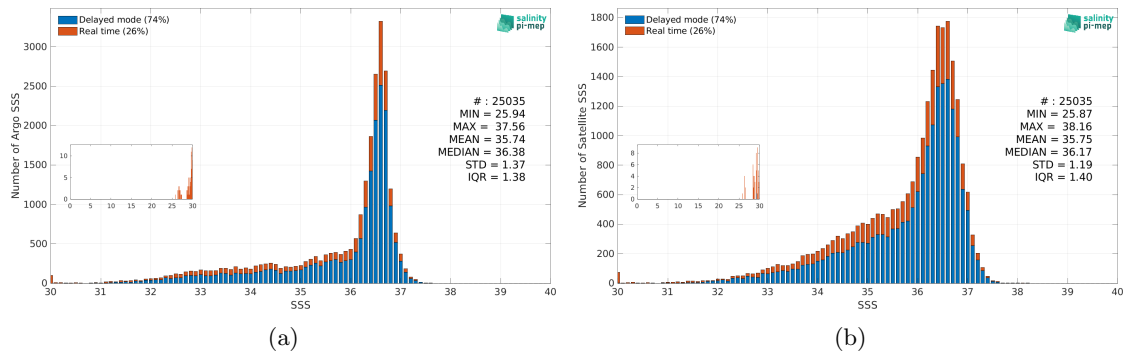 Delayed mode (74%)
Real time (26%)
salinity
pi-mep
3000
2500
2000
1500
1000
500
0
Number of Argo SSS
# : 25035
MIN = 25.94
MAX = 37.56
MEAN = 35.74
MEDIAN = 36.38
STD = 1.37
IQR = 1.38
10
5
0
0 5 10 15 20 25 30
30 31 32 33 34 35 36 37 38 39 40
SSS
(a)
Delayed mode (74%)
Real time (26%)
salinity
pi-mep
1800
1600
1400
1200
1000
800
600
400
200
0
Number of Satellite SSS
# : 25035
MIN = 25.87
MAX = 38.16
MEAN = 35.75
MEDIAN = 36.17
STD = 1.19
IQR = 1.40
8
6
4
2
0
0 5 10 15 20 25 30
30 31 32 33 34 35 36 37 38 39 40
SSS
(b)